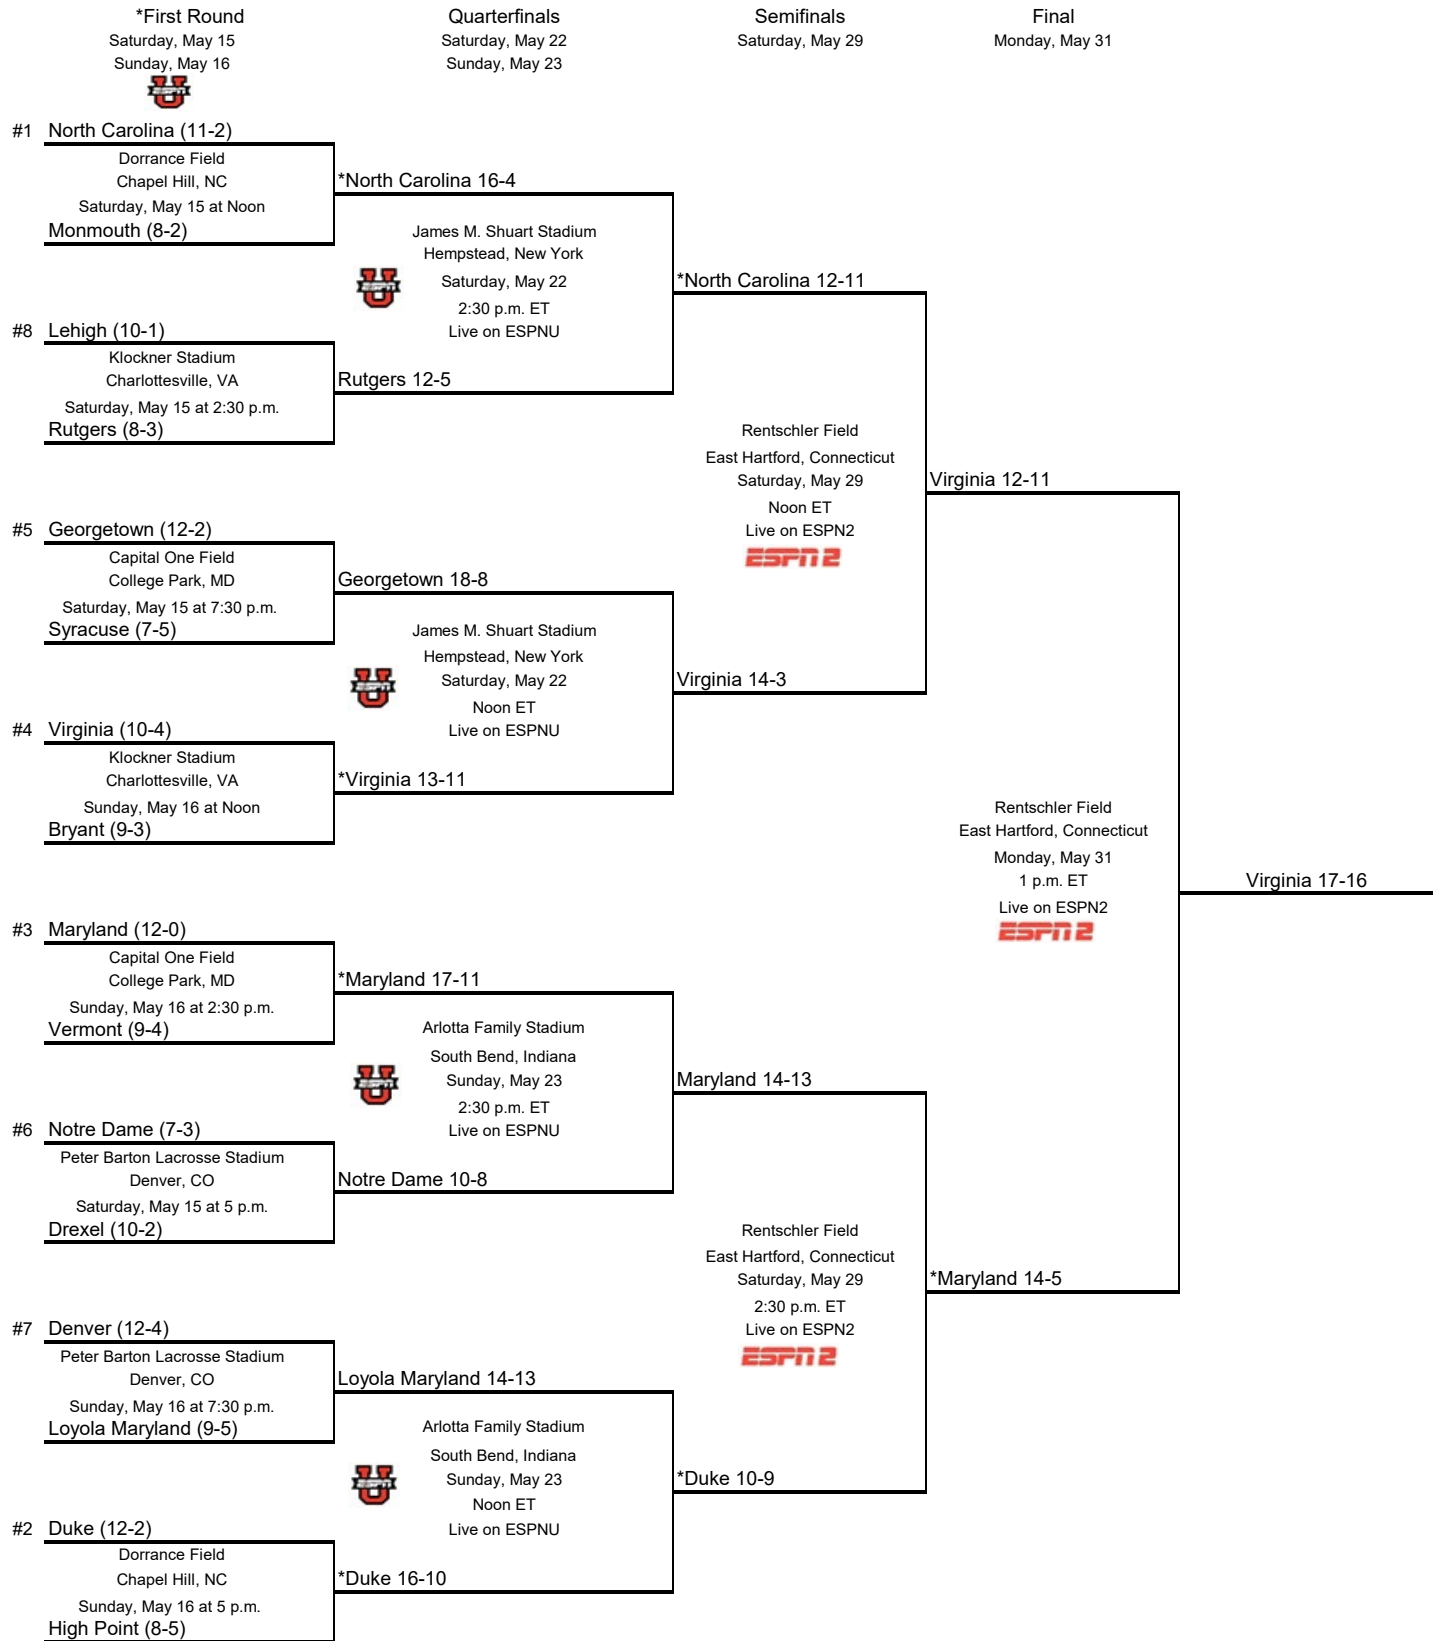 *First Round
Saturday, May 15
Sunday, May 16
ESPN U
Quarterfinals
Saturday, May 22
Sunday, May 23
Semifinals
Saturday, May 29
Final
Monday, May 31
#1 North Carolina (11-2)
Dorrance Field
Chapel Hill, NC
Saturday, May 15 at Noon
Monmouth (8-2)
#8 Lehigh (10-1)
Klockner Stadium
Charlottesville, VA
Saturday, May 15 at 2:30 p.m.
Rutgers (8-3)
#5 Georgetown (12-2)
Capital One Field
College Park, MD
Saturday, May 15 at 7:30 p.m.
Syracuse (7-5)
#4 Virginia (10-4)
Klockner Stadium
Charlottesville, VA
Sunday, May 16 at Noon
Bryant (9-3)
#3 Maryland (12-0)
Capital One Field
College Park, MD
Sunday, May 16 at 2:30 p.m.
Vermont (9-4)
#6 Notre Dame (7-3)
Peter Barton Lacrosse Stadium
Denver, CO
Saturday, May 15 at 5 p.m.
Drexel (10-2)
#7 Denver (12-4)
Peter Barton Lacrosse Stadium
Denver, CO
Sunday, May 16 at 7:30 p.m.
Loyola Maryland (9-5)
#2 Duke (12-2)
Dorrance Field
Chapel Hill, NC
Sunday, May 16 at 5 p.m.
High Point (8-5)
*North Carolina 16-4
James M. Shuart Stadium
Hempstead, New York
Saturday, May 22
2:30 p.m. ET
Live on ESPNU
ESPN U
Rutgers 12-5
Georgetown 18-8
James M. Shuart Stadium
Hempstead, New York
Saturday, May 22
Noon ET
Live on ESPNU
ESPN U
*Virginia 13-11
*Maryland 17-11
Arlotta Family Stadium
South Bend, Indiana
Sunday, May 23
2:30 p.m. ET
Live on ESPNU
ESPN U
Notre Dame 10-8
Loyola Maryland 14-13
Arlotta Family Stadium
South Bend, Indiana
Sunday, May 23
Noon ET
Live on ESPNU
ESPN U
*Duke 16-10
*North Carolina 12-11
Rentschler Field
East Hartford, Connecticut
Saturday, May 29
Noon ET
Live on ESPN2
ESPN 2
Virginia 14-3
Maryland 14-13
Rentschler Field
East Hartford, Connecticut
Saturday, May 29
2:30 p.m. ET
Live on ESPN2
ESPN 2
*Duke 10-9
Virginia 12-11
Rentschler Field
East Hartford, Connecticut
Monday, May 31
1 p.m. ET
Live on ESPN2
ESPN 2
*Maryland 14-5
Virginia 17-16